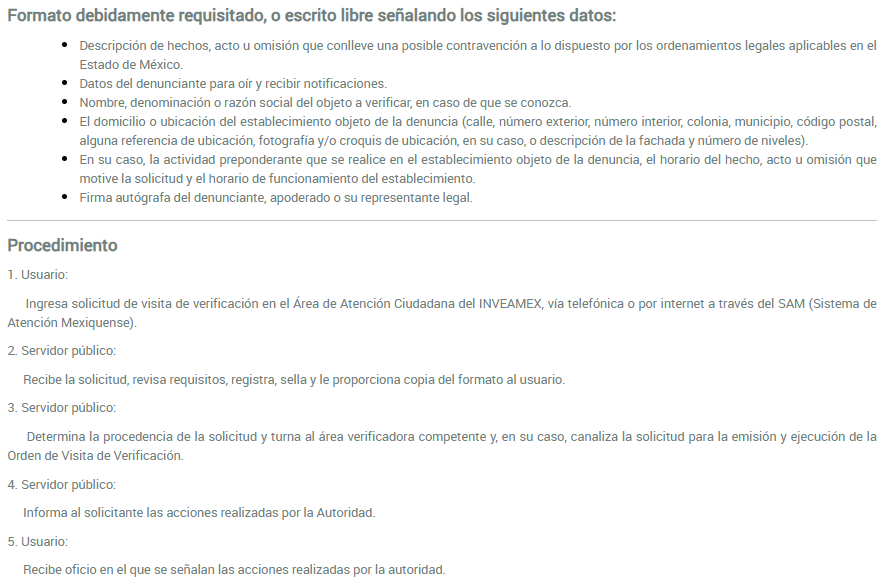 Formato debidamente requisitado, o escrito libre señalando los siguientes datos:
• Descripción de hechos, acto u omisión que conlleve una posible contravención a lo dispuesto por los ordenamientos legales aplicables en el
Estado de México.
• Datos del denunciante para oír y recibir notificaciones.
• Nombre, denominación o razón social del objeto a verificar, en caso de que se conozca.
• El domicilio o ubicación del establecimiento objeto de la denuncia (calle, número exterior, número interior, colonia, municipio, código postal,
alguna referencia de ubicación, fotografía y/o croquis de ubicación, en su caso, o descripción de la fachada y número de niveles).
• En su caso, la actividad preponderante que se realice en el establecimiento objeto de la denuncia, el horario del hecho, acto u omisión que
motive la solicitud y el horario de funcionamiento del establecimiento.
• Firma autógrafa del denunciante, apoderado o su representante legal.
Procedimiento
1. Usuario:
Ingresa solicitud de visita de verificación en el Área de Atención Ciudadana del INVEAMEX, vía telefónica o por internet a través del SAM (Sistema de
Atención Mexiquense).
2. Servidor público:
Recibe la solicitud, revisa requisitos, registra, sella y le proporciona copia del formato al usuario.
3. Servidor público:
Determina la procedencia de la solicitud y turna al área verificadora competente y, en su caso, canaliza la solicitud para la emisión y ejecución de la
Orden de Visita de Verificación.
4. Servidor público:
Informa al solicitante las acciones realizadas por la Autoridad.
5. Usuario:
Recibe oficio en el que se señalan las acciones realizadas por la autoridad.